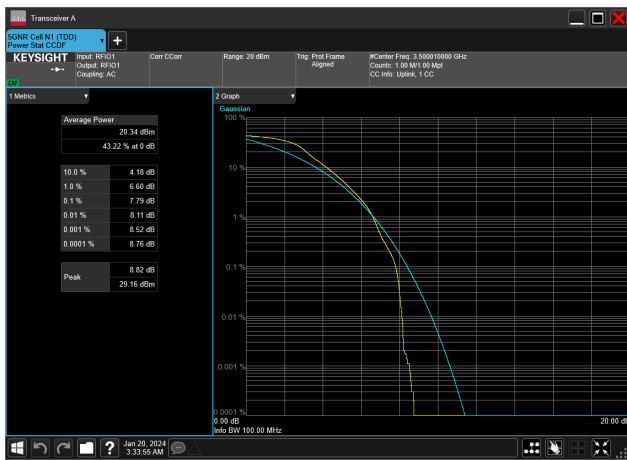 Transceiver A
5GNR Cell N1 (TDD)
Power Stat CCDF
KEYSIGHT
LXI
Input: RFIO1
Output: RFIO1
Coupling: AC
Corr CCorr
Range: 20 dBm
Trig: Prot Frame
Aligned
#Center Freq: 3.500010000 GHz
Counts: 1.00 M/1.00 Mpt
CC Info: Uplink, 1 CC
1 Metrics
Average Power
20.34 dBm
43.22 % at 0 dB
10.0 % 4.18 dB
1.0 % 6.60 dB
0.1 % 7.79 dB
0.01 % 8.11 dB
0.001 % 8.52 dB
0.0001 % 8.76 dB
Peak 8.82 dB
29.16 dBm
2 Graph
Gaussian
100 %
10 %
1 %
0.1 %
0.01 %
0.001 %
0.0001 %
0.00 dB
20.00 dB
Info BW 100.00 MHz
Jan 20, 2024
3:33:55 AM